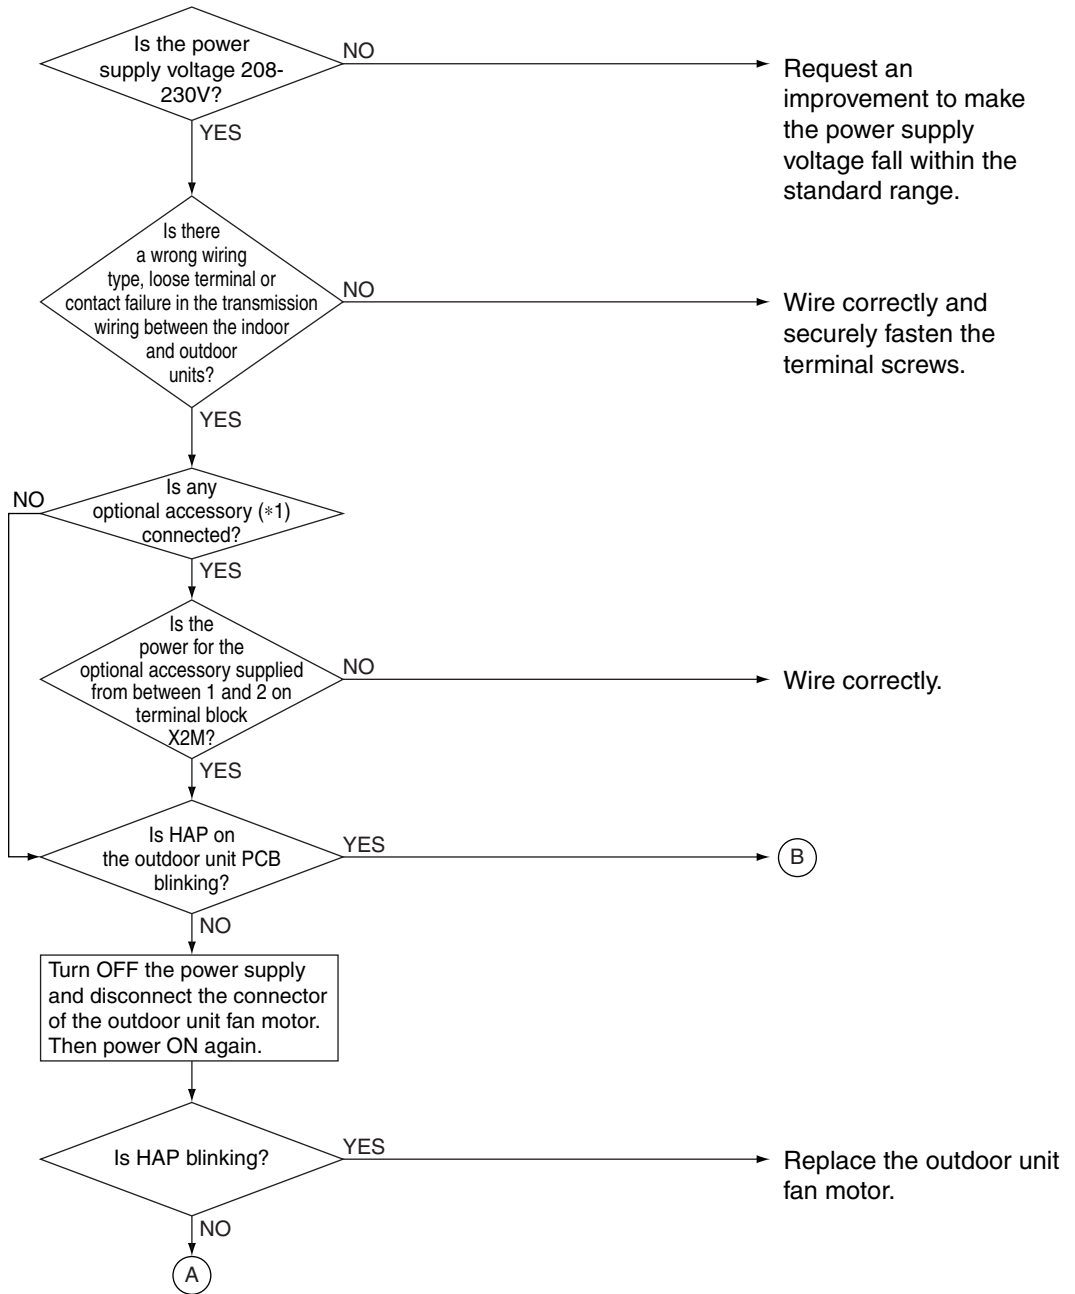 Is the power
supply voltage 208-
230V?
NO
Request an
improvement to make
the power supply
voltage fall within the
standard range.
YES
Is there
a wrong wiring
type, loose terminal or
contact failure in the transmission
wiring between the indoor
and outdoor
units?
NO
Wire correctly and
securely fasten the
terminal screws.
YES
Is any
optional accessory (*1)
connected?
NO
YES
Is the
power for the
optional accessory supplied
from between 1 and 2 on
terminal block
X2M?
NO
Wire correctly.
YES
Is HAP on
the outdoor unit PCB
blinking?
YES
B
NO
Turn OFF the power supply
and disconnect the connector
of the outdoor unit fan motor.
Then power ON again.
Is HAP blinking?
YES
Replace the outdoor unit
fan motor.
NO
A